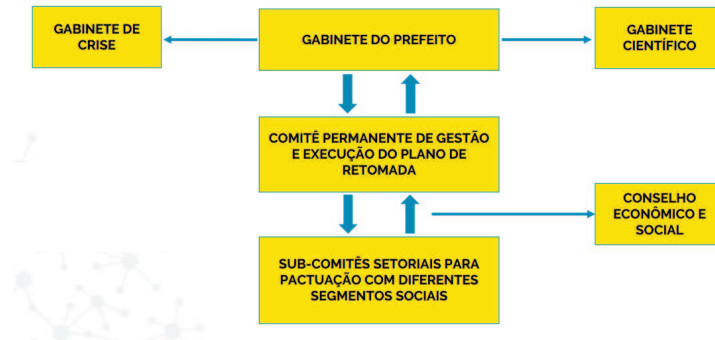 GABINETE DE
CRISE
GABINETE DO PREFEITO
GABINETE
CIENTÍFICO
COMITÊ PERMANENTE DE GESTÃO
E EXECUÇÃO DO PLANO DE
RETOMADA
CONSELHO
ECONÔMICO E
SOCIAL
SUB-COMITÊS SETORIAIS PARA
PACTUAÇÃO COM DIFERENTES
SEGMENTOS SOCIAIS